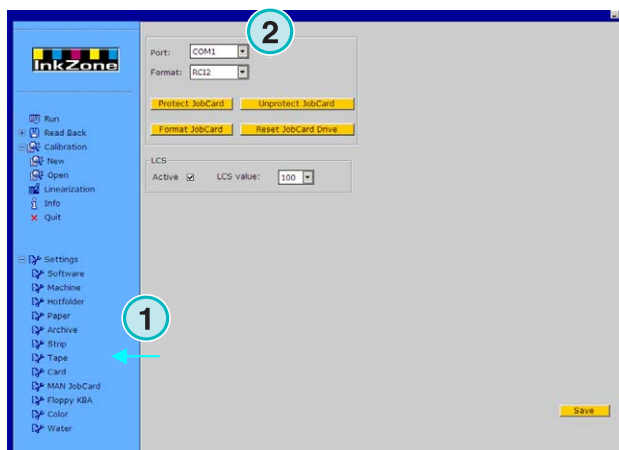 InkZone
Run
Read Back
Calibration
New
Open
Linearization
Info
Quit
Settings
Software
Machine
Hotfolder
Paper
Archive
Strip
Tape
Card
MAN JobCard
Floppy KBA
Color
Water
1
2
Port: COM1
Format: RCI2
Protect JobCard Unprotect JobCard
Format JobCard Reset JobCard Drive
LCS
Active LCS value: 100
Save